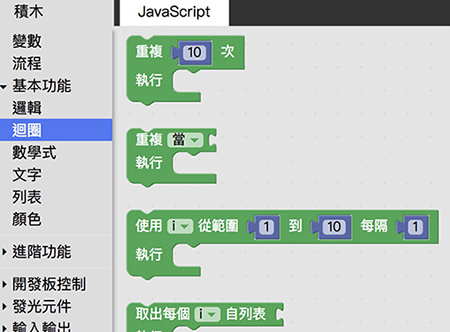 積木
JavaScript
變數
流程
基本功能
邏輯
迴圈
數學式
文字
列表
顏色
進階功能
開發板控制
發光元件
輸入輸出
重複 10 次
執行
重複 當
執行
使用 i 從範圍 1 到 10 每隔 1
執行
取出每個 i 自列表
執行